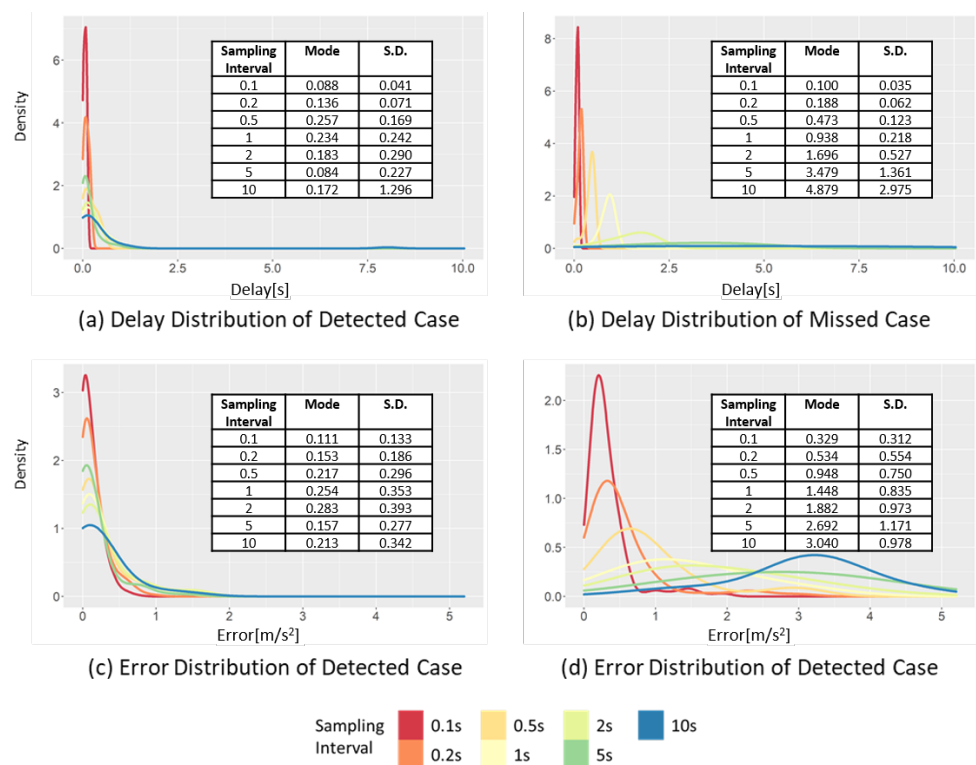 Density
6
4
2
0
0.0 2.5 5.0 7.5 10.0
Delay[s]
Sampling Interval Mode S.D.
0.1 0.088 0.041
0.2 0.136 0.071
0.5 0.257 0.169
1 0.234 0.242
2 0.183 0.290
5 0.084 0.227
10 0.172 1.296
(a) Delay Distribution of Detected Case
8
6
4
2
0
0.0 2.5 5.0 7.5 10.0
Delay[s]
Sampling Interval Mode S.D.
0.1 0.100 0.035
0.2 0.188 0.062
0.5 0.473 0.123
1 0.938 0.218
2 1.696 0.527
5 3.479 1.361
10 4.879 2.975
(b) Delay Distribution of Missed Case
Density
3
2
1
0
0 1 2 3 4 5
Error[m/s²]
Sampling Interval Mode S.D.
0.1 0.111 0.133
0.2 0.153 0.186
0.5 0.217 0.296
1 0.254 0.353
2 0.283 0.393
5 0.157 0.277
10 0.213 0.342
(c) Error Distribution of Detected Case
2.0
1.5
1.0
0.5
0.0
0 1 2 3 4 5
Error[m/s²]
Sampling Interval Mode S.D.
0.1 0.329 0.312
0.2 0.534 0.554
0.5 0.948 0.750
1 1.448 0.835
2 1.882 0.973
5 2.692 1.171
10 3.040 0.978
(d) Error Distribution of Detected Case
Sampling Interval
0.1s 0.5s 2s 10s
0.2s 1s 5s